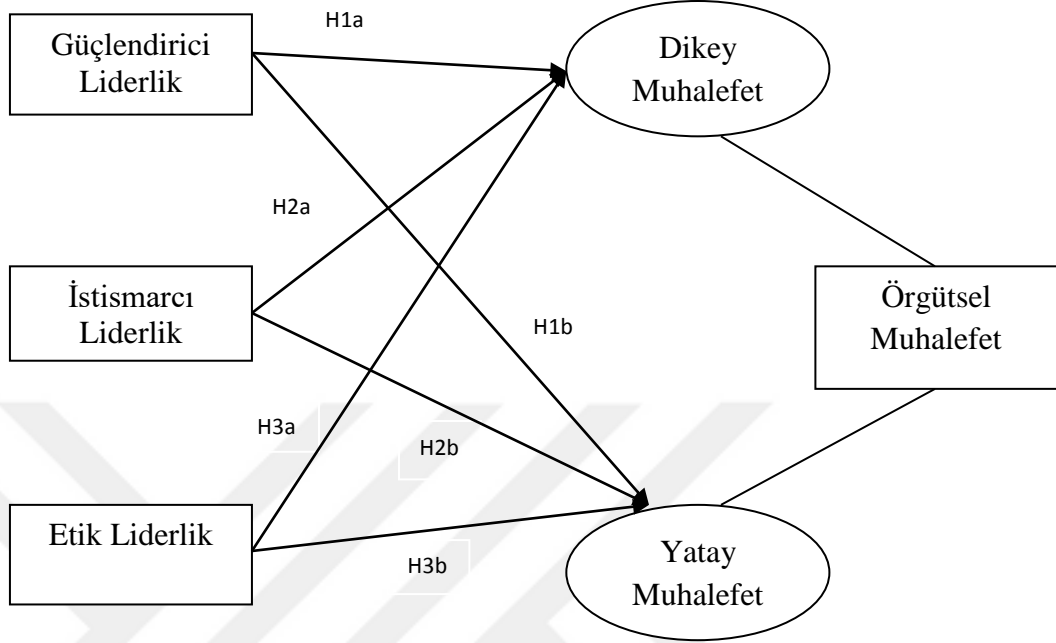 H1a
Güçlendirici
Liderlik
Dikey
Muhalefet
H2a
İstismarcı
Liderlik
Örgütsel
Muhalefet
H1b
H3a
H2b
Etik Liderlik
H3b
Yatay
Muhalefet